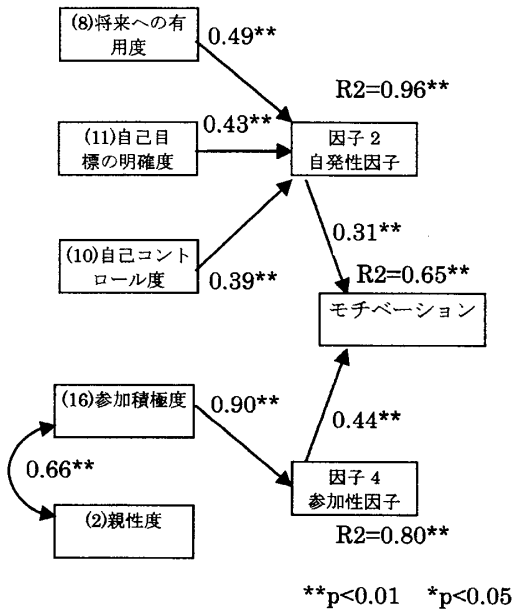 (8)将来への有
用度
0.49**
R2=0.96**
(11)自己目
標の明確度
0.43**
因子2
自発性因子
(10)自己コント
ロール度
0.39**
0.31**
R2=0.65**
モチベーション
(16)参加積極度
0.90**
0.44**
0.66**
因子4
参加性因子
(2)親性度
R2=0.80**
**p<0.01 *p<0.05